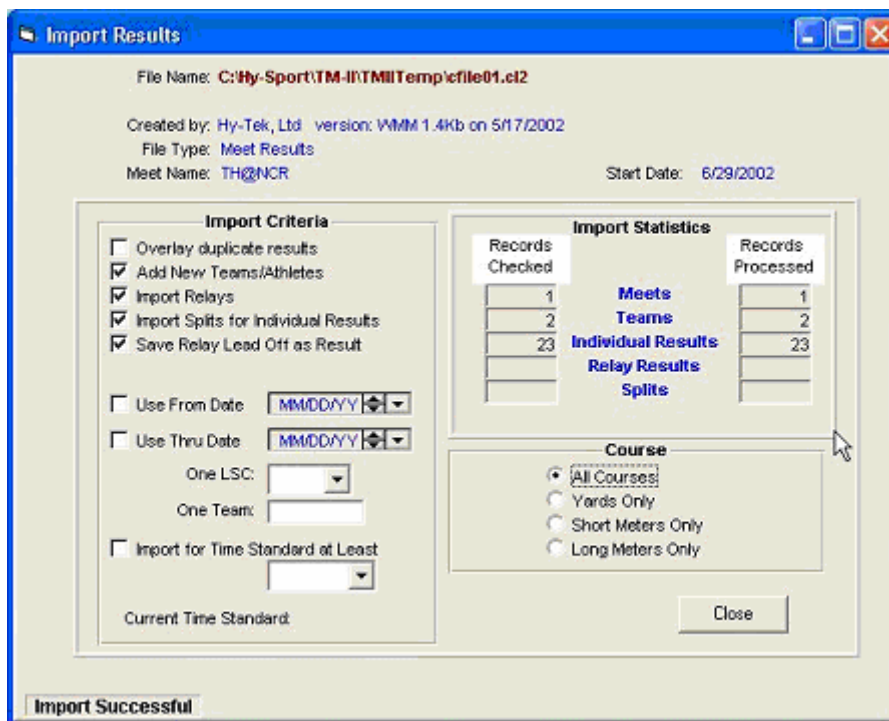 Import Results
File Name: C:\Hy-Sport\TM-II\TMIITemp\cfile01.cl2
Created by: Hy-Tek, Ltd version: WMM 1.4Kb on 5/17/2002
File Type: Meet Results
Meet Name: TH@NCR Start Date: 6/29/2002
Import Criteria
Overlay duplicate results
Add New Teams/Athletes
Import Relays
Import Splits for Individual Results
Save Relay Lead Off as Result
Use From Date MM/DD/YY
Use Thru Date MM/DD/YY
One LSC:
One Team:
Import for Time Standard at Least
Current Time Standard:
Import Statistics
Records Checked Records Processed
1 Meets 1
2 Teams 2
23 Individual Results 23
Relay Results
Splits
Course
All Courses
Yards Only
Short Meters Only
Long Meters Only
Close
Import Successful